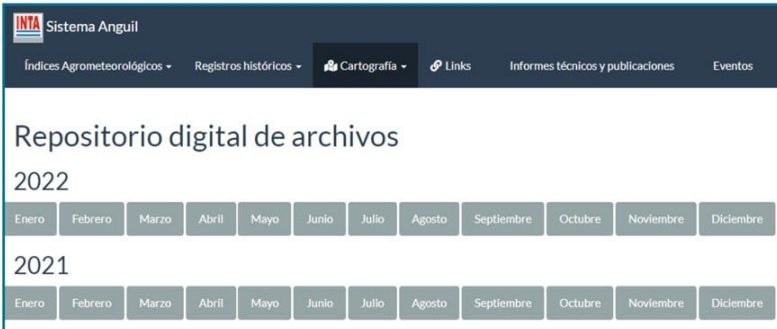 INTA Sistema Anguil
Índices Agrometeorológicos Registros históricos Cartografía Links Informes técnicos y publicaciones Eventos
Repositorio digital de archivos
2022
Enero Febrero Marzo Abril Mayo Junio Julio Agosto Septiembre Octubre Noviembre Diciembre
2021
Enero Febrero Marzo Abril Mayo Junio Julio Agosto Septiembre Octubre Noviembre Diciembre